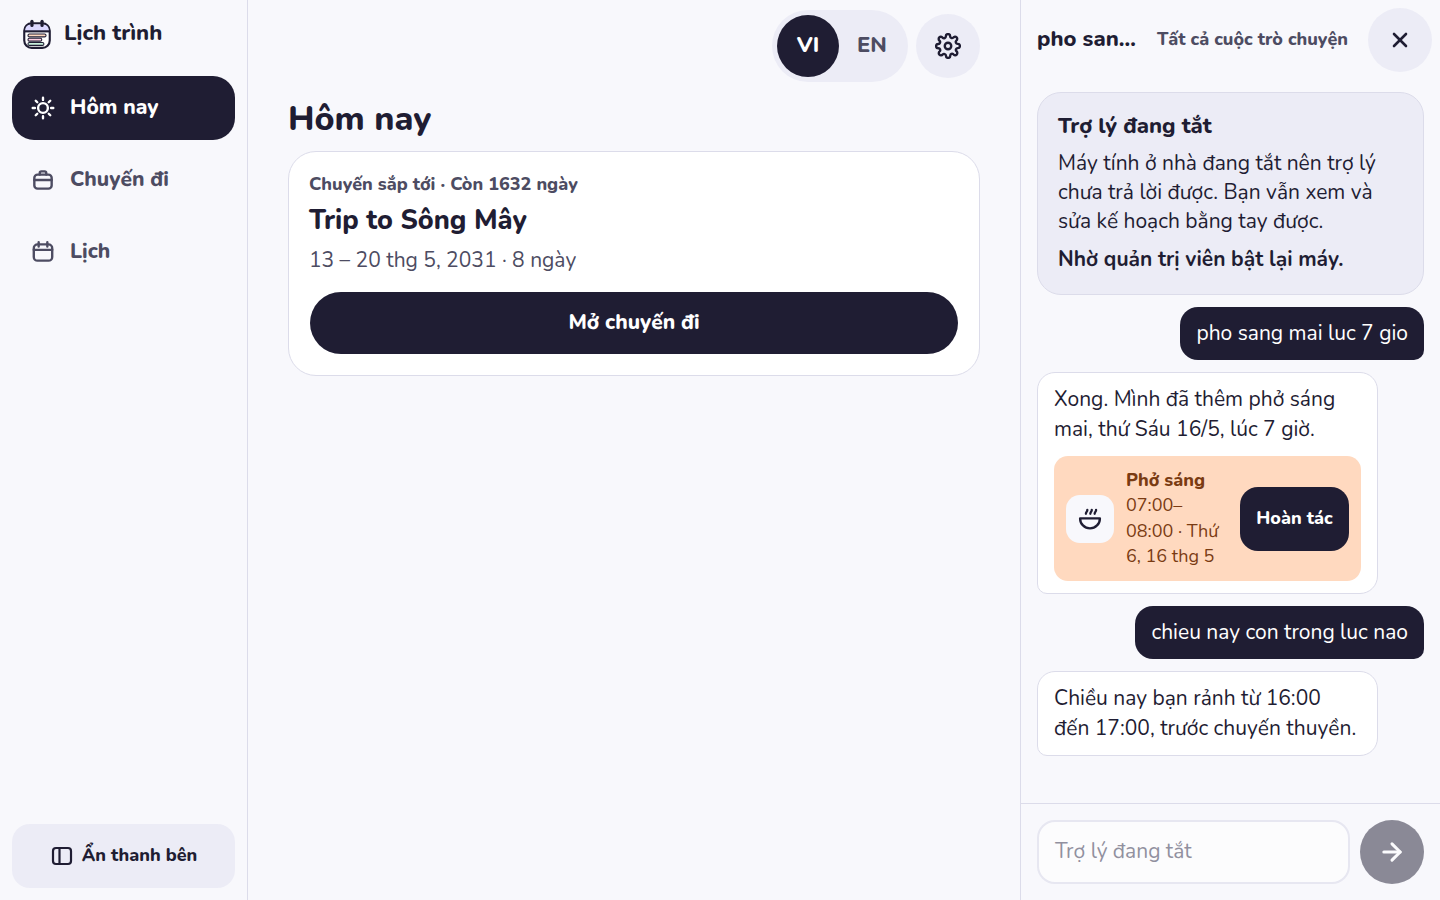 Lịch trình
Hôm nay
Chuyến đi
Lịch
Ẩn thanh bên
VI
EN
Hôm nay
Chuyến sắp tới · Còn 1632 ngày
Trip to Sông Mây
13 – 20 thg 5, 2031 · 8 ngày
Mở chuyến đi
pho san...
Tất cả cuộc trò chuyện
Trợ lý đang tắt
Máy tính ở nhà đang tắt nên trợ lý
chưa trả lời được. Bạn vẫn xem và
sửa kế hoạch bằng tay được.
Nhờ quản trị viên bật lại máy.
pho sang mai luc 7 gio
Xong. Mình đã thêm phở sáng
mai, thứ Sáu 16/5, lúc 7 giờ.
Phở sáng
07:00–
08:00 · Thứ
6, 16 thg 5
Hoàn tác
chieu nay con trong luc nao
Chiều nay bạn rảnh từ 16:00
đến 17:00, trước chuyến thuyền.
Trợ lý đang tắt